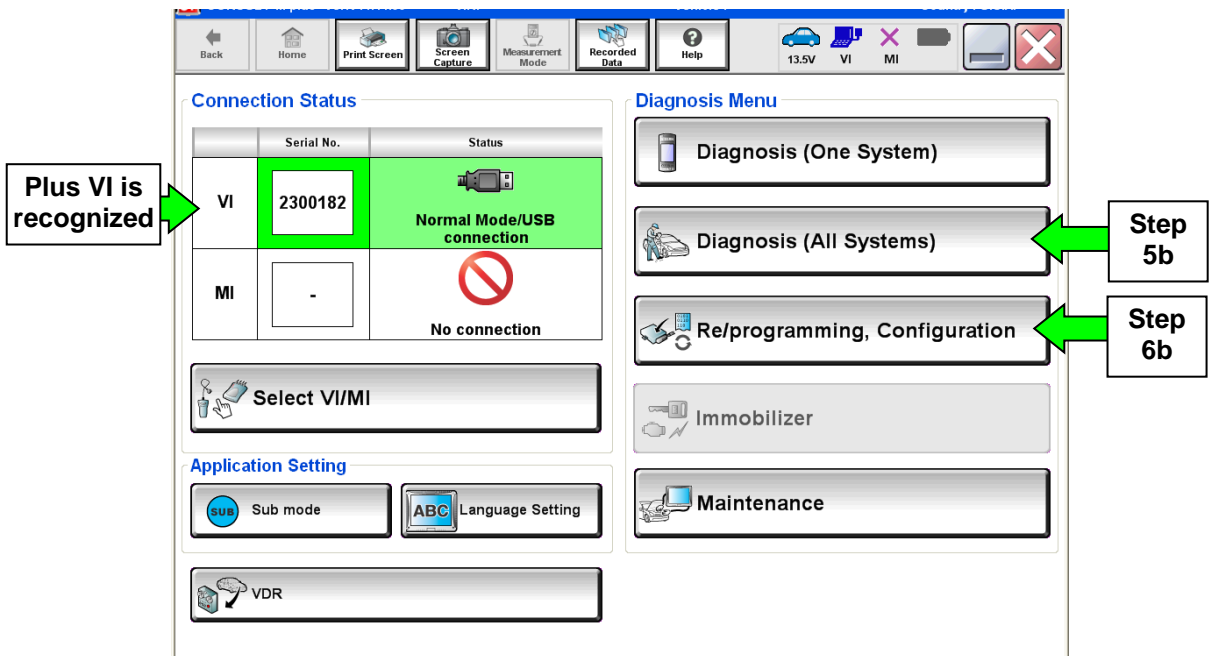 Back
Home
Print Screen
Screen
Capture
Measurement
Mode
Recorded
Data
?
Help
13.5V
VI
MI
Connection Status
Serial No.
Status
VI
2300182
Normal Mode/USB
connection
MI
-
No connection
Select VI/MI
Application Setting
SUB
Sub mode
ABC
Language Setting
VDR
Diagnosis Menu
Diagnosis (One System)
Diagnosis (All Systems)
Re/programming, Configuration
Immobilizer
Maintenance
Plus VI is
recognized
Step
5b
Step
6b